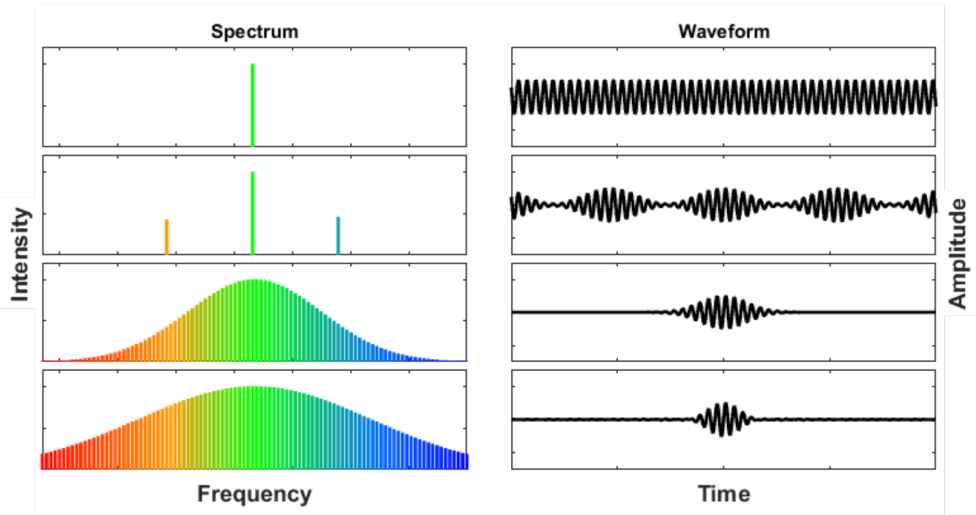 Spectrum
Waveform
Intensity
Amplitude
Frequency
Time